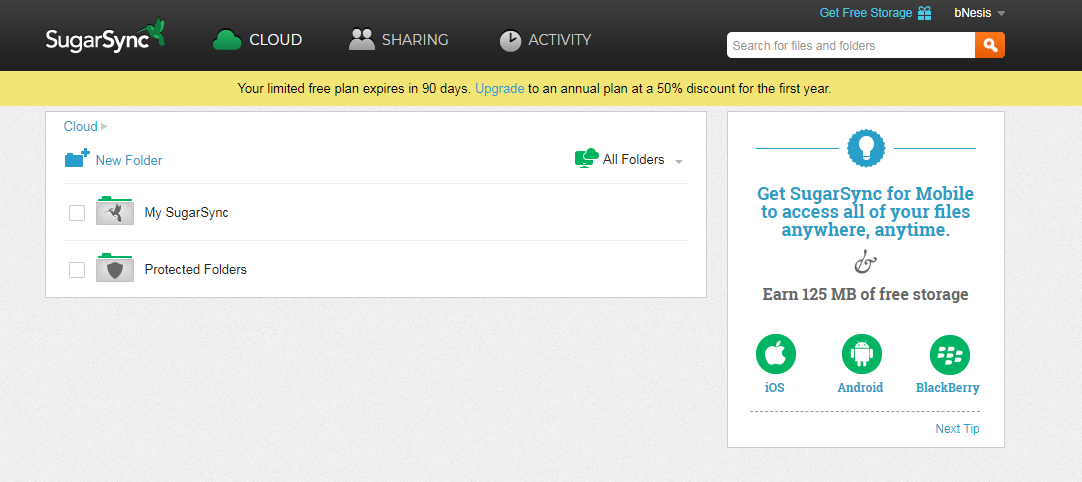 Get Free Storage bNesis
SugarSync CLOUD SHARING ACTIVITY
Search for files and folders
Your limited free plan expires in 90 days. Upgrade to an annual plan at a 50% discount for the first year.
Cloud
New Folder All Folders
My SugarSync
Protected Folders
Get SugarSync for Mobile
to access all of your files
anywhere, anytime.
&
Earn 125 MB of free storage
iOS Android BlackBerry
Next Tip